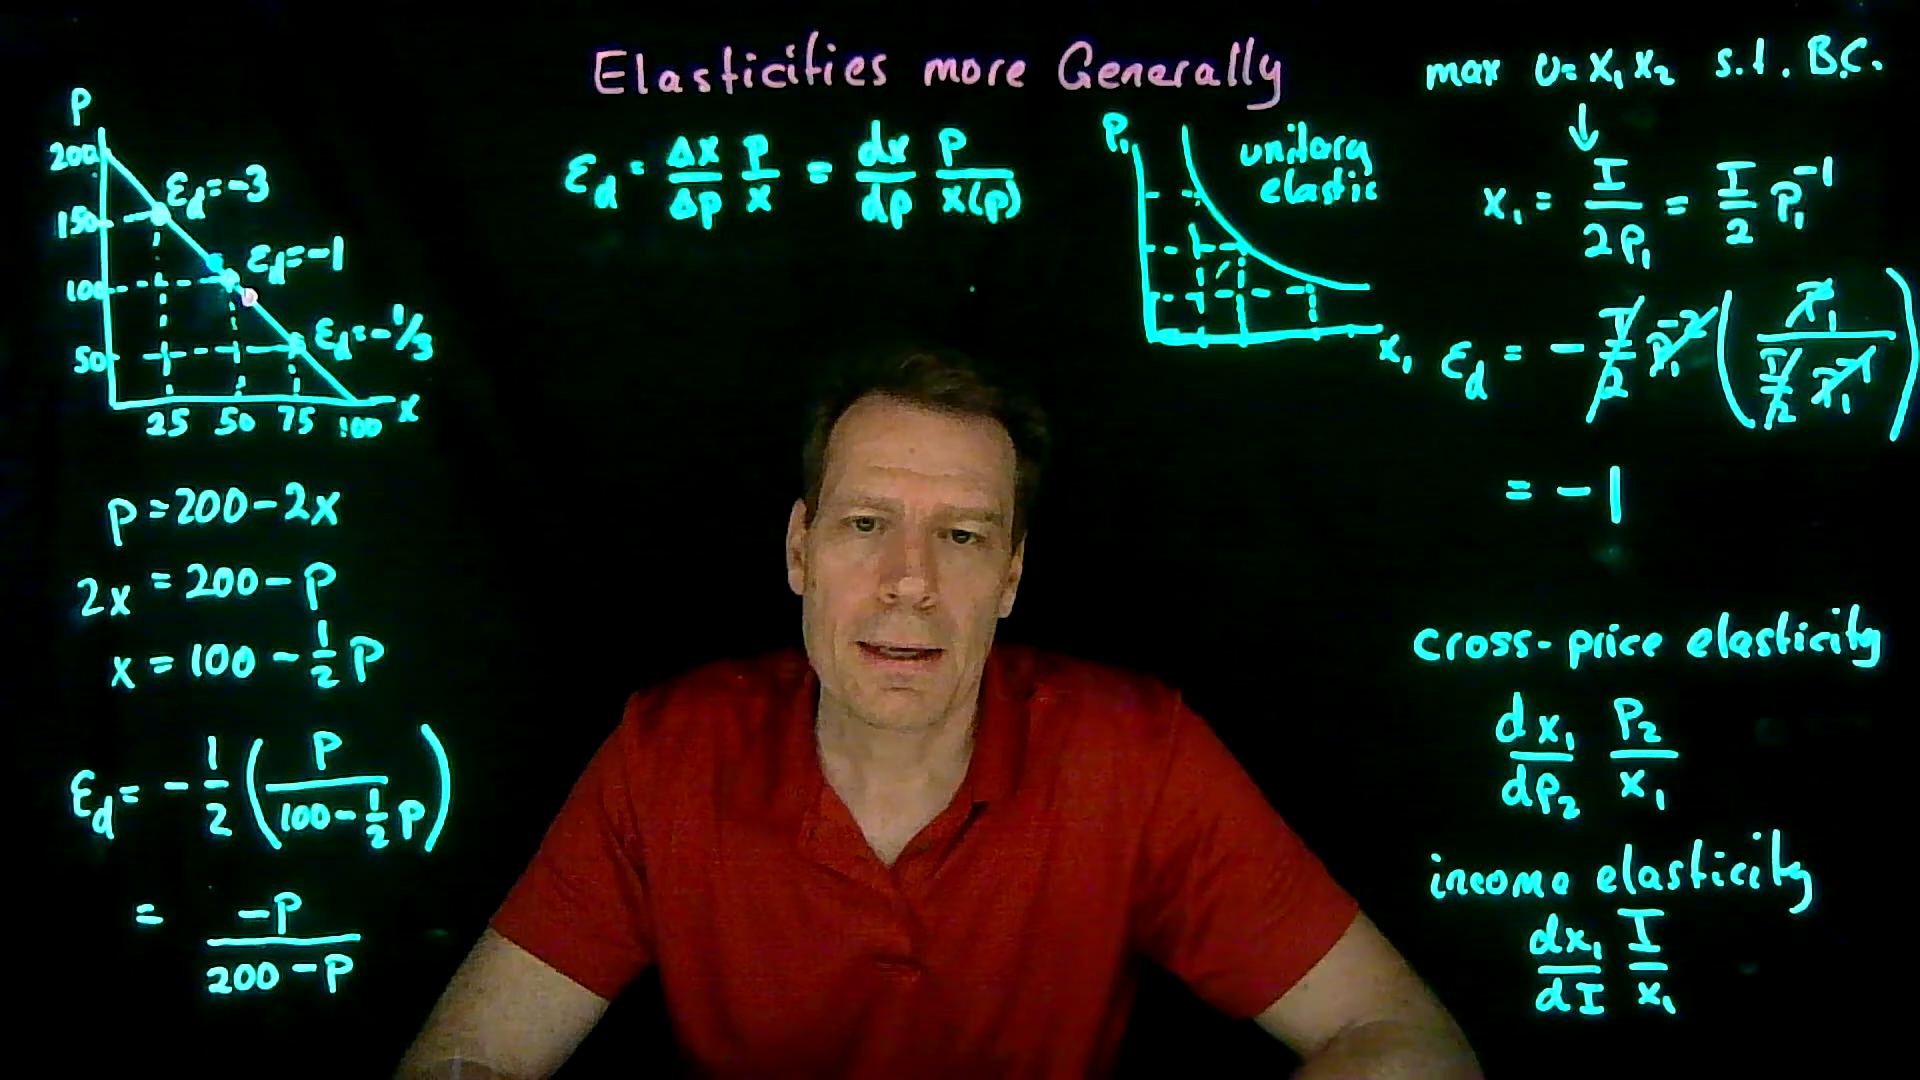 Elasticities more Generally
P
200
150
100
50
25 50 75 100 x
εd=-3
εd=-1
εd=-1/3
p=200-2x
2x=200-p
x=100-1/2p
εd=-1/2(p/(100-1/2p))
=-p/(200-p)
εd=Δx/Δp p/x=dx/dp p/x(p)
P₁
unitary
elastic
x₁
max u=x₁x₂ s.t. B.C.
↓
x₁=I/2P₁=I/2 P₁⁻¹
εd=-I/2 P₁⁻²(P₁/(I/2 P₁⁻¹))
=-1
cross-price elasticity
dx₁/dP₂ P₂/x₁
income elasticity
dx₁/dI I/x₁